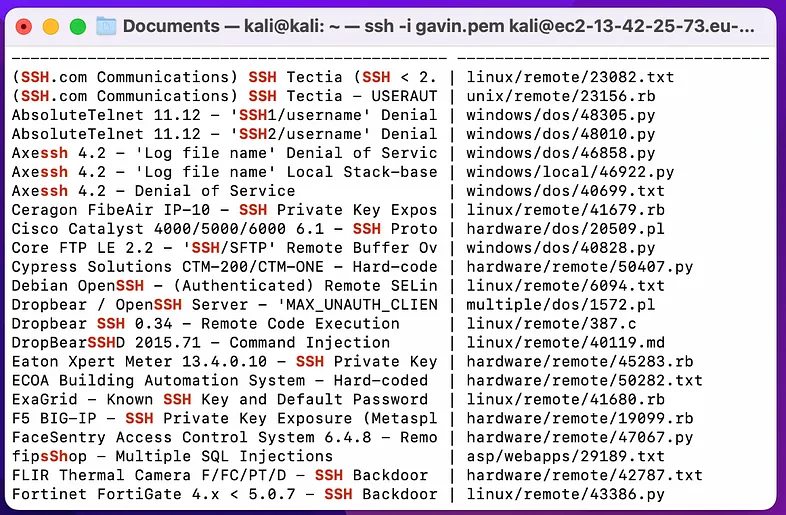 Documents — kali@kali: ~ — ssh -i gavin.pem kali@ec2-13-42-25-73.eu-...
---------------------------------------------- ---------------------------------
(SSH.com Communications) SSH Tectia (SSH < 2. | linux/remote/23082.txt
(SSH.com Communications) SSH Tectia - USERAUT | unix/remote/23156.rb
AbsoluteTelnet 11.12 - 'SSH1/username' Denial | windows/dos/48305.py
AbsoluteTelnet 11.12 - 'SSH2/username' Denial | windows/dos/48010.py
Axessh 4.2 - 'Log file name' Denial of Servic | windows/dos/46858.py
Axessh 4.2 - 'Log file name' Local Stack-base | windows/local/46922.py
Axessh 4.2 - Denial of Service | windows/dos/40699.txt
Ceragon FibeAir IP-10 - SSH Private Key Expos | linux/remote/41679.rb
Cisco Catalyst 4000/5000/6000 6.1 - SSH Proto | hardware/dos/20509.pl
Core FTP LE 2.2 - 'SSH/SFTP' Remote Buffer Ov | windows/dos/40828.py
Cypress Solutions CTM-200/CTM-ONE - Hard-code | hardware/remote/50407.py
Debian OpenSSH - (Authenticated) Remote SELin | linux/remote/6094.txt
Dropbear / OpenSSH Server - 'MAX_UNAUTH_CLIEN | multiple/dos/1572.pl
Dropbear SSH 0.34 - Remote Code Execution | linux/remote/387.c
DropBearSSHD 2015.71 - Command Injection | linux/remote/40119.md
Eaton Xpert Meter 13.4.0.10 - SSH Private Key | hardware/remote/45283.rb
ECOA Building Automation System - Hard-coded | hardware/remote/50282.txt
ExaGrid - Known SSH Key and Default Password | linux/remote/41680.rb
F5 BIG-IP - SSH Private Key Exposure (Metaspl | hardware/remote/19099.rb
FaceSentry Access Control System 6.4.8 - Remo | hardware/remote/47067.py
fipsShop - Multiple SQL Injections | asp/webapps/29189.txt
FLIR Thermal Camera F/FC/PT/D - SSH Backdoor | hardware/remote/42787.txt
Fortinet FortiGate 4.x < 5.0.7 - SSH Backdoor | linux/remote/43386.py